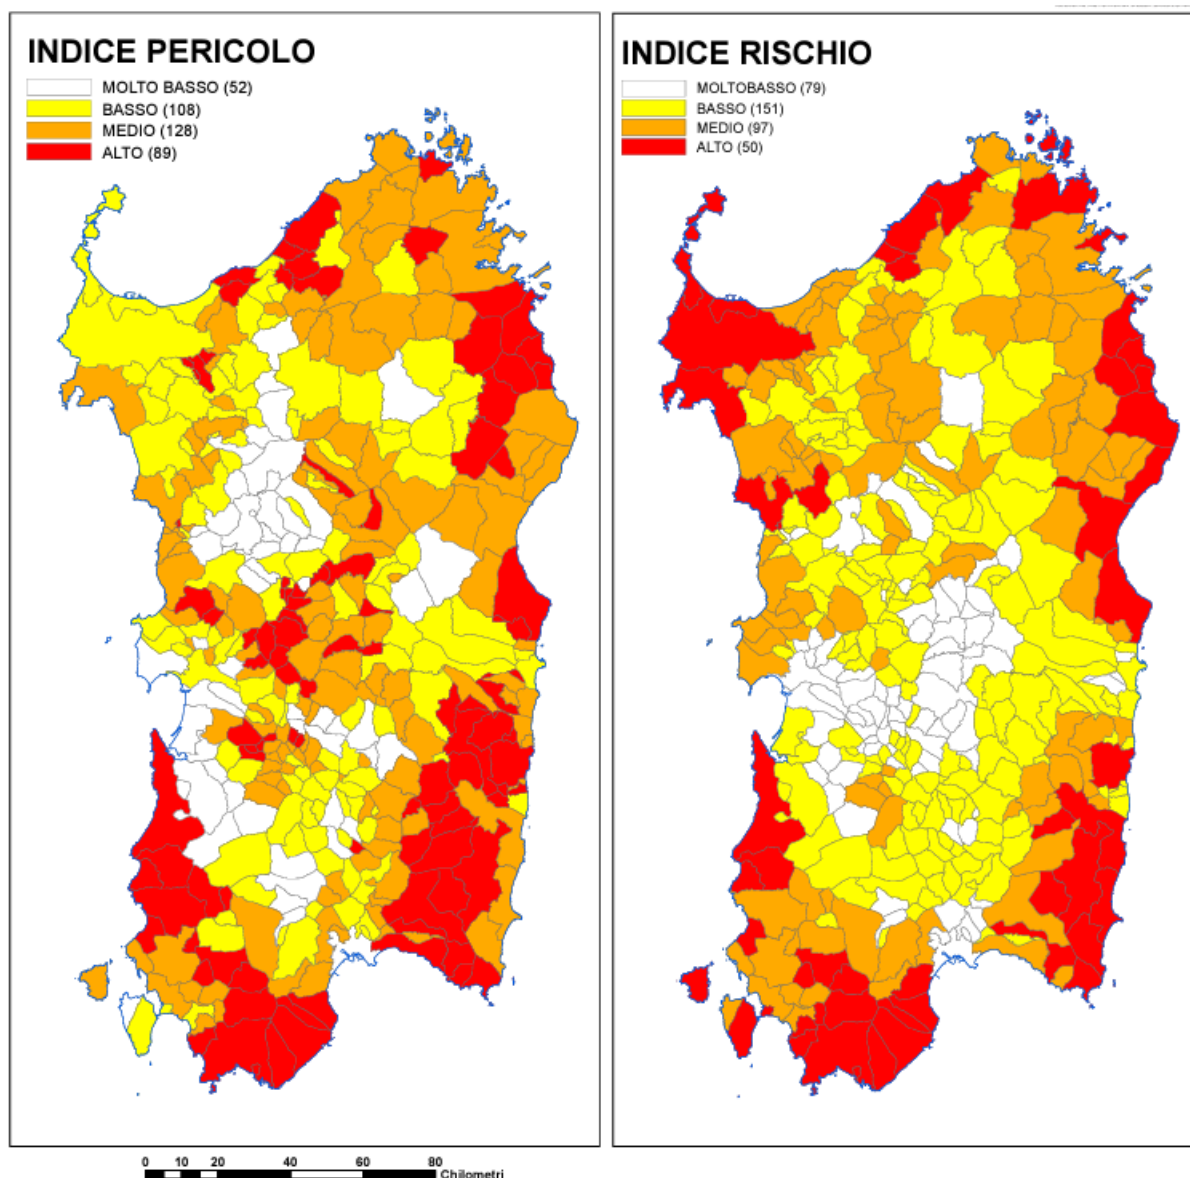 INDICE PERICOLO
MOLTO BASSO (52)
BASSO (108)
MEDIO (128)
ALTO (89)
INDICE RISCHIO
MOLTOBASSO (79)
BASSO (151)
MEDIO (97)
ALTO (50)
0 10 20 40 60 80
Chilometri